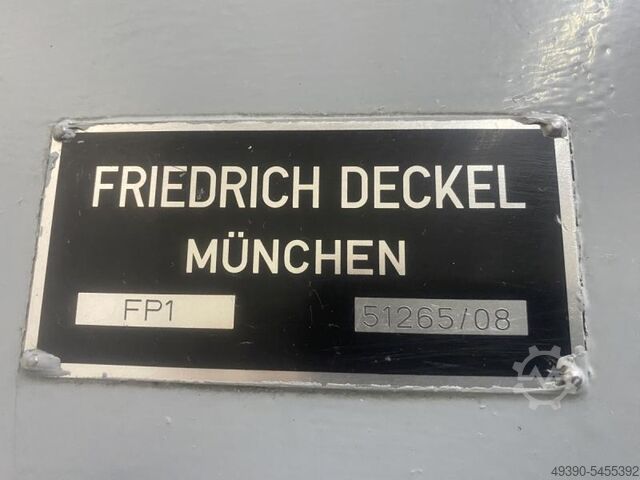 FRIEDRICH DECKEL
MÜNCHEN
FP1 51265/08
49390-5455392